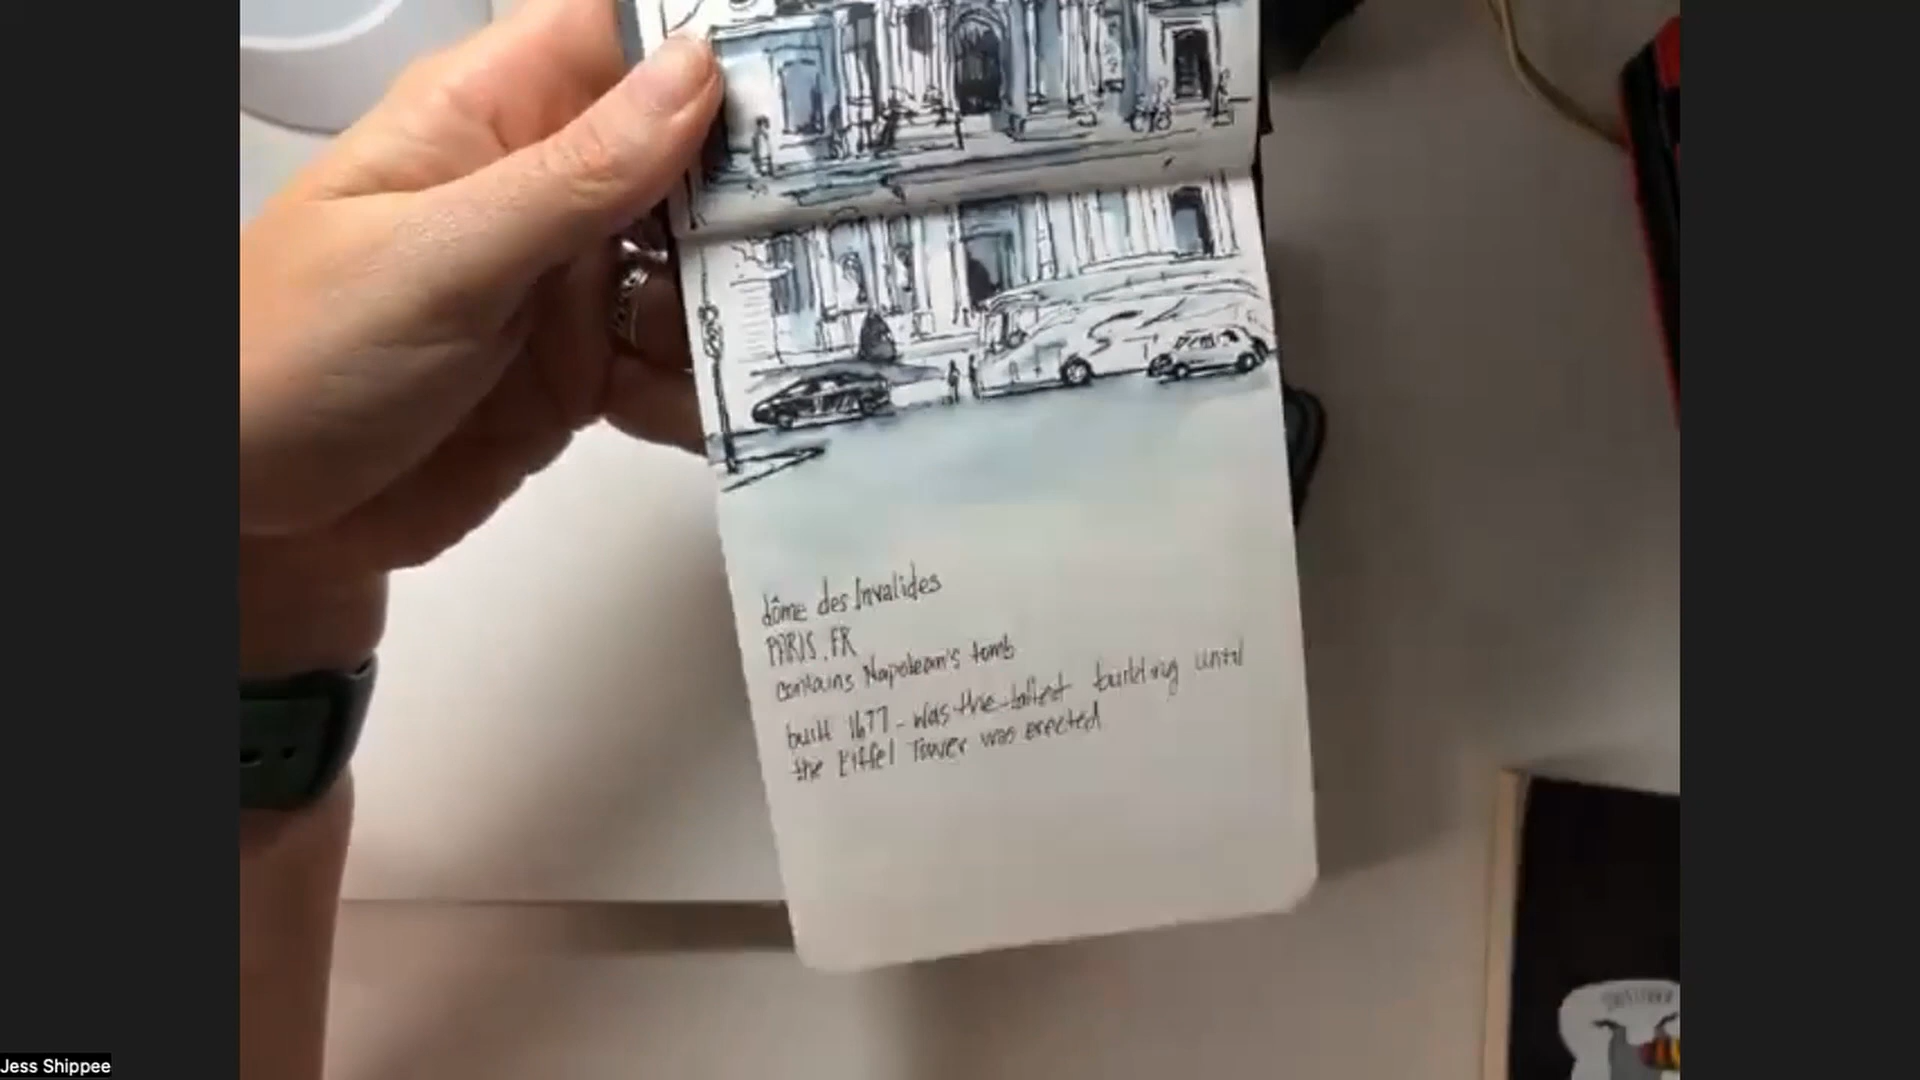 dôme des Invalides
PARIS, FR
contains Napoleon's tomb
built 1677 - was the tallest building until
the Eiffel Tower was erected
Jess Shippee